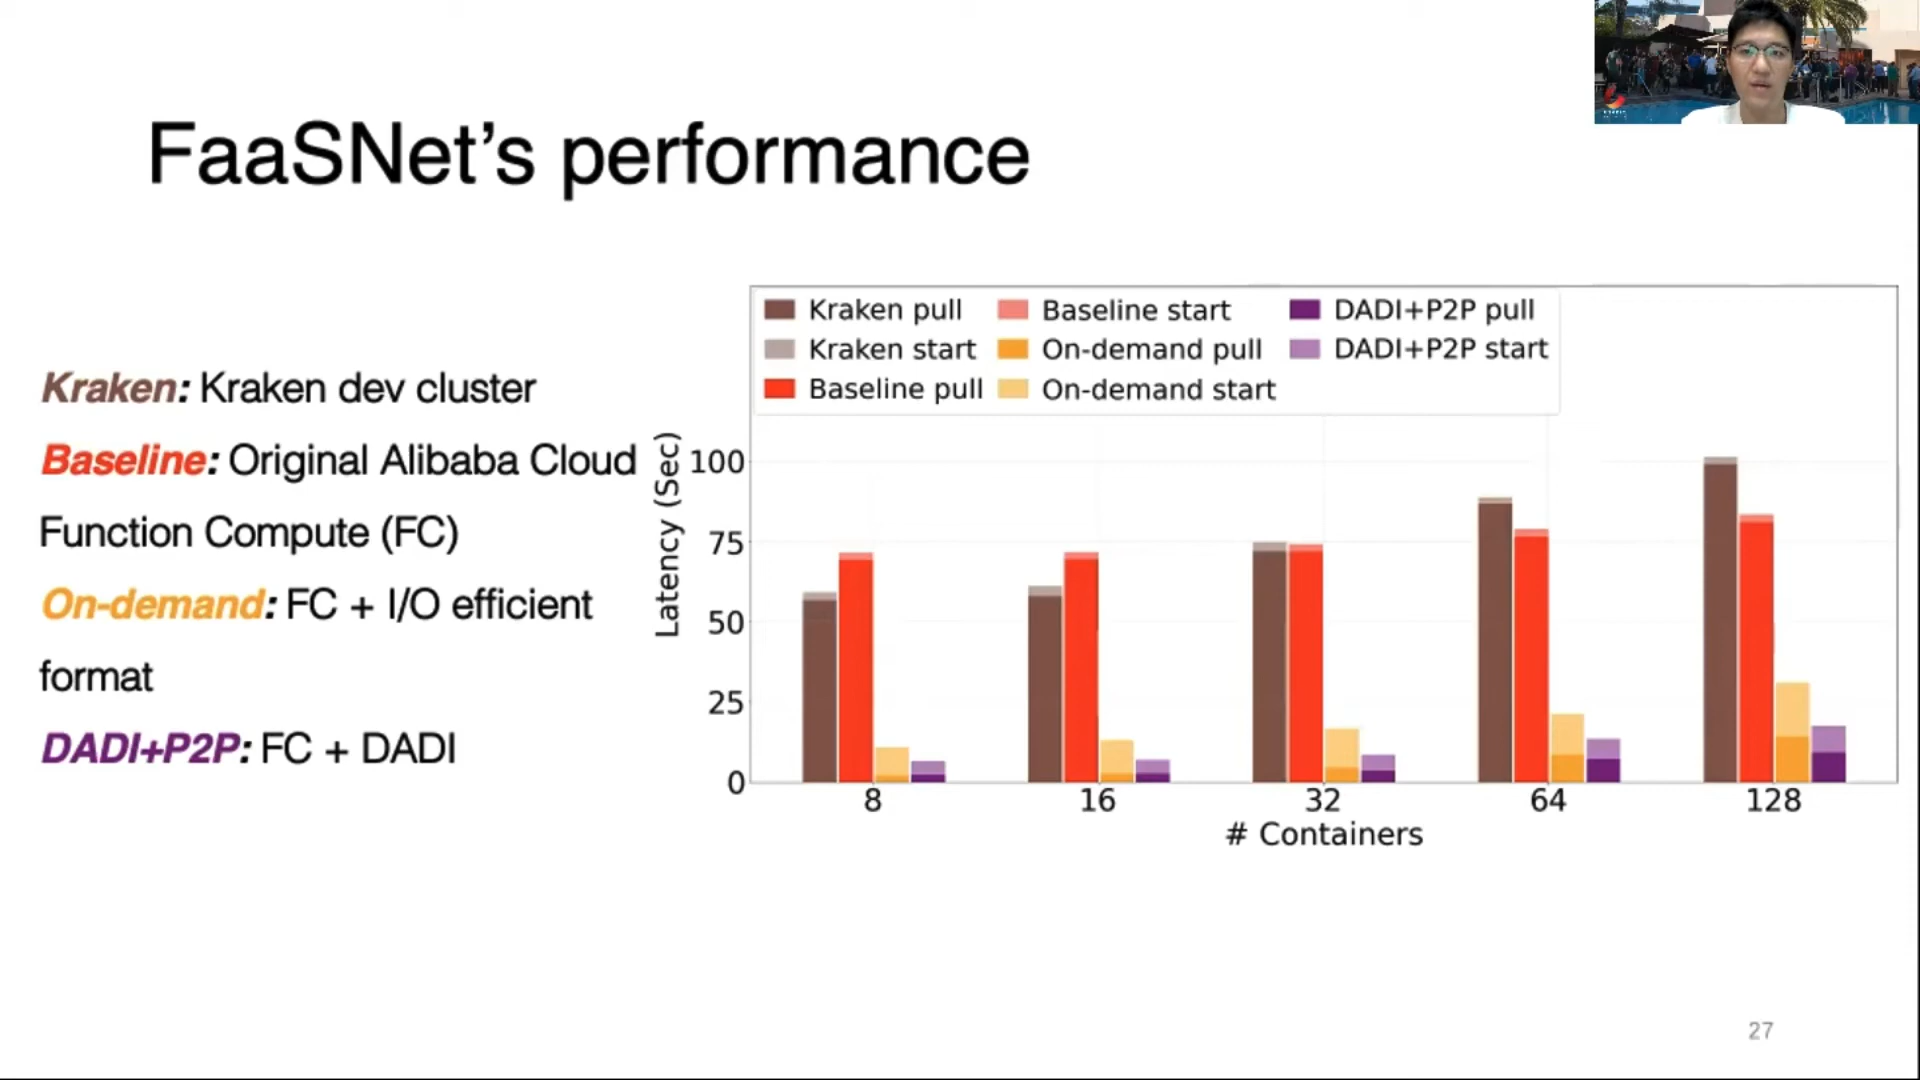 FaaSNet's performance
Kraken: Kraken dev cluster
Baseline: Original Alibaba Cloud
Function Compute (FC)
On-demand: FC + I/O efficient
format
DADI+P2P: FC + DADI
Kraken pull
Kraken start
Baseline pull
Baseline start
On-demand pull
On-demand start
DADI+P2P pull
DADI+P2P start
Latency (Sec)
100
75
50
25
0
8 16 32 64 128
# Containers
27